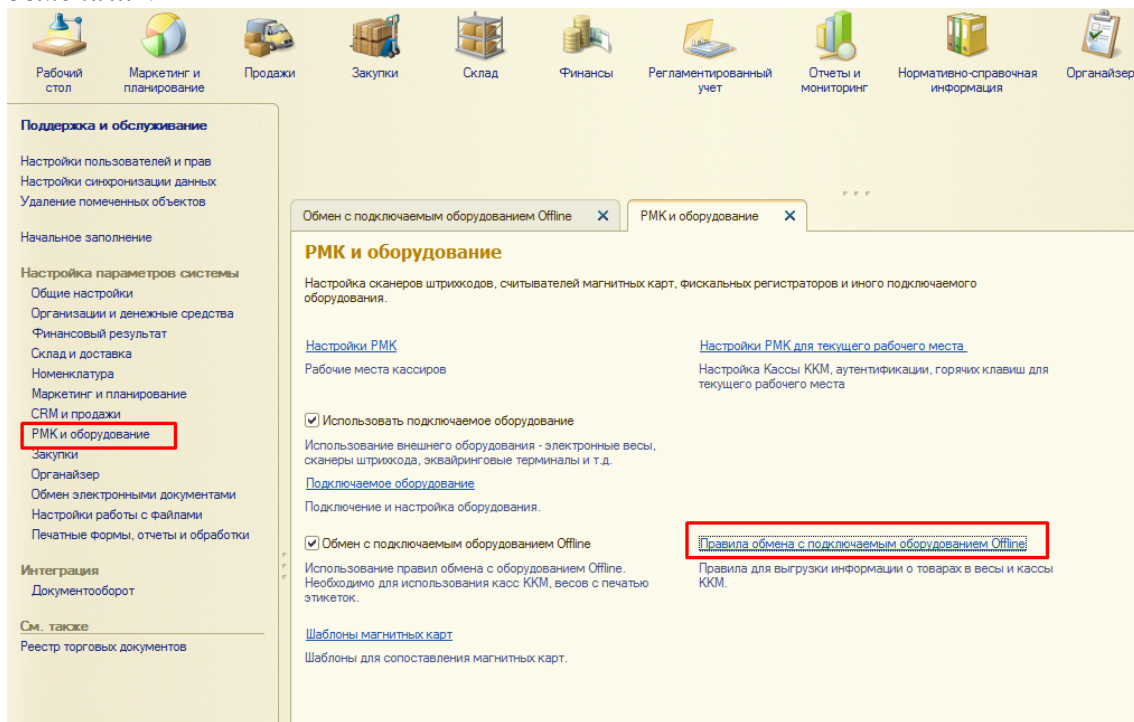 Рабочий стол
Маркетинг и планирование
Продажи
Закупки
Склад
Финансы
Регламентированный учет
Отчеты и мониторинг
Нормативно-справочная информация
Органайзер
Поддержка и обслуживание
Настройки пользователей и прав
Настройки синхронизации данных
Удаление помеченных объектов
Начальное заполнение
Настройка параметров системы
Общие настройки
Организации и денежные средства
Финансовый результат
Склад и доставка
Номенклатура
Маркетинг и планирование
CRM и продажи
РМК и оборудование
Закупки
Органайзер
Обмен электронными документами
Настройки работы с файлами
Печатные формы, отчеты и обработки
Интеграция
Документооборот
См. также
Реестр торговых документов
Обмен с подключаемым оборудованием Offline
РМК и оборудование
РМК и оборудование
Настройка сканеров штрихкодов, считывателей магнитных карт, фискальных регистраторов и иного подключаемого
оборудования.
Настройки РМК
Рабочие места кассиров
Настройки РМК для текущего рабочего места
Настройка Кассы ККМ, аутентификации, горячих клавиш для
текущего рабочего места
Использовать подключаемое оборудование
Использование внешнего оборудования - электронные весы,
сканеры штрихкода, эквайринговые терминалы и т.д.
Подключаемое оборудование
Подключение и настройка оборудования.
Обмен с подключаемым оборудованием Offline
Использование правил обмена с оборудованием Offline.
Необходимо для использования касс ККМ, весов с печатью
этикеток.
Правила обмена с подключаемым оборудованием Offline
Правила для выгрузки информации о товарах в весы и кассы
ККМ.
Шаблоны магнитных карт
Шаблоны для сопоставления магнитных карт.